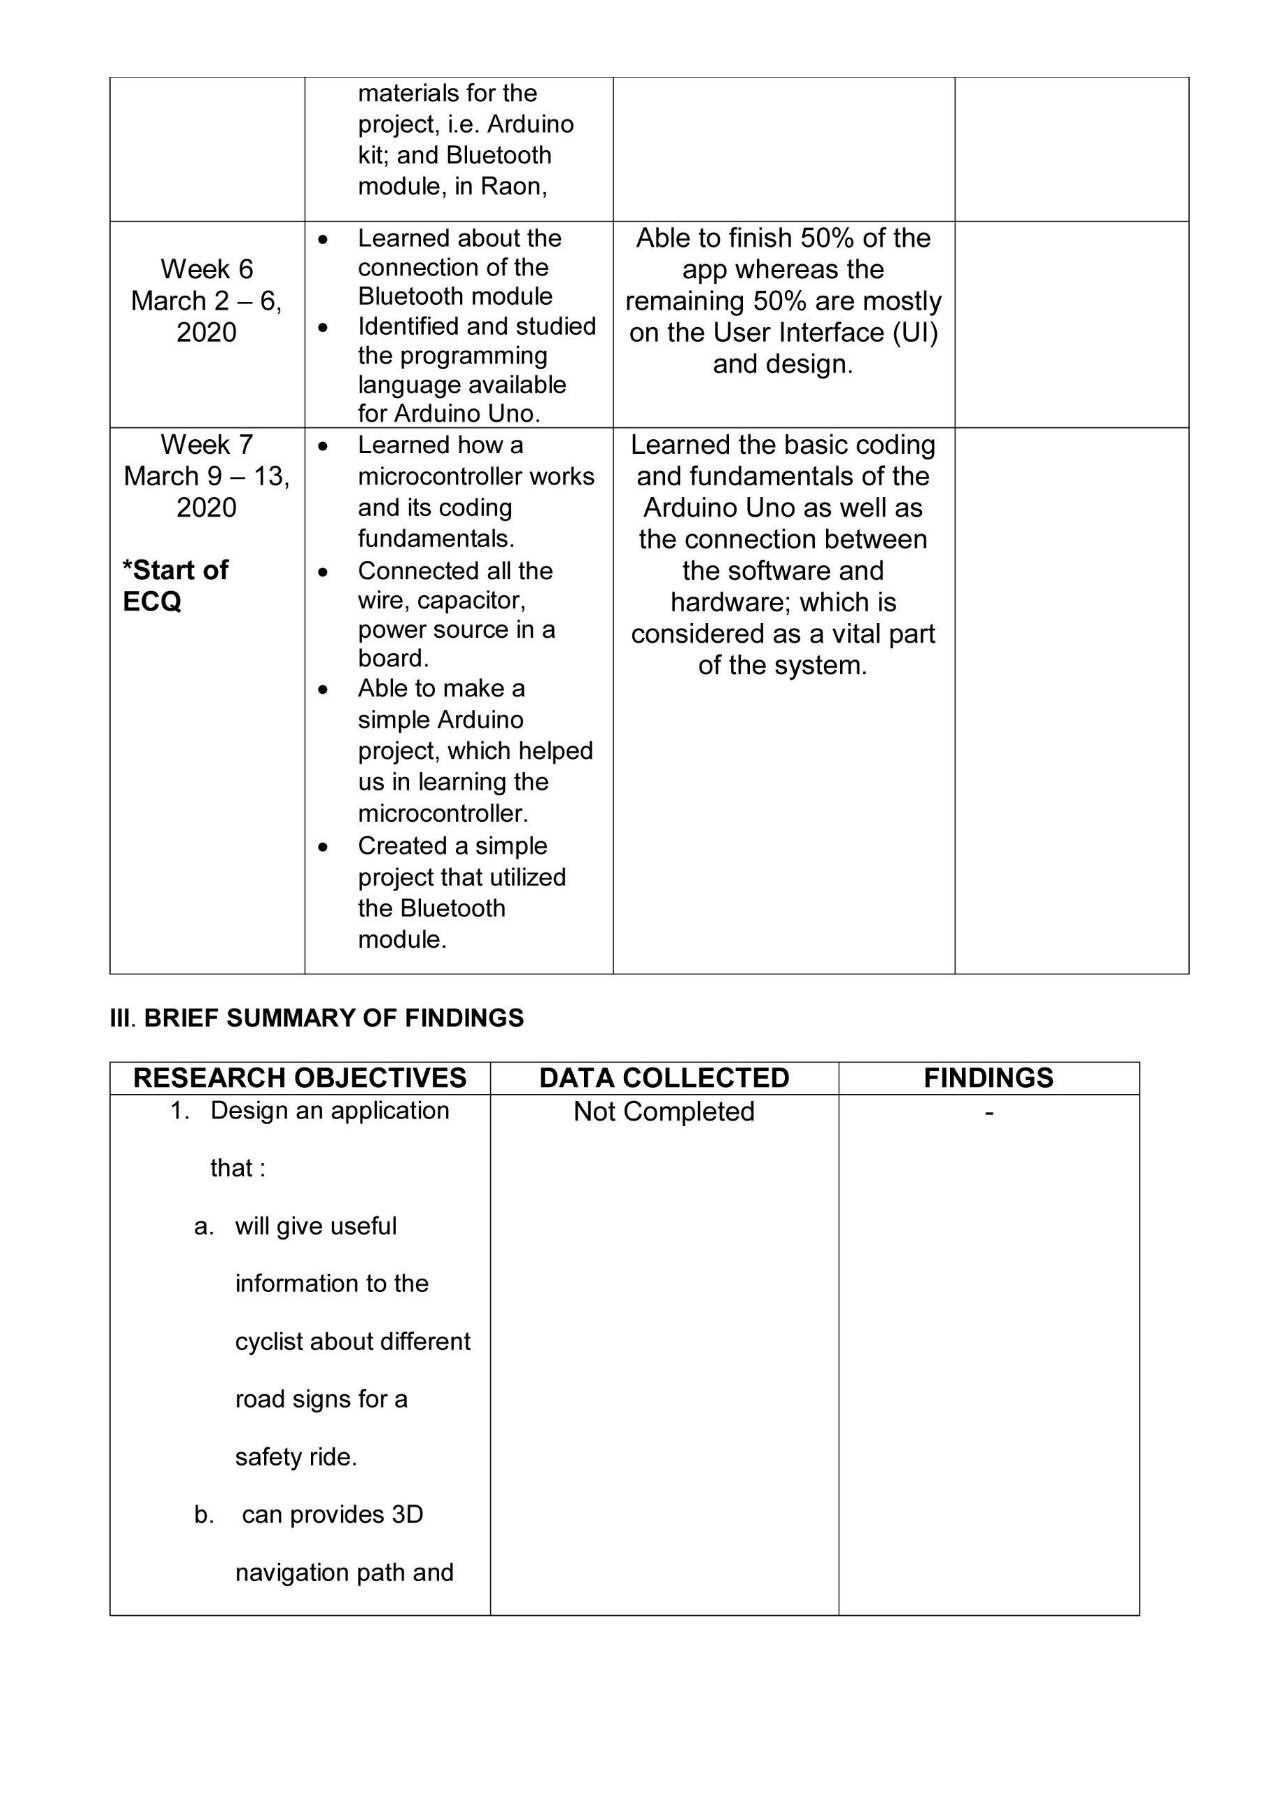 materials for the
project, i.e. Arduino
kit; and Bluetooth
module, in Raon,
Week 6
March 2 – 6,
2020
• Learned about the
connection of the
Bluetooth module
• Identified and studied
the programming
language available
for Arduino Uno.
Able to finish 50% of the
app whereas the
remaining 50% are mostly
on the User Interface (UI)
and design.
Week 7
March 9 – 13,
2020
*Start of
ECQ
• Learned how a
microcontroller works
and its coding
fundamentals.
• Connected all the
wire, capacitor,
power source in a
board.
• Able to make a
simple Arduino
project, which helped
us in learning the
microcontroller.
• Created a simple
project that utilized
the Bluetooth
module.
Learned the basic coding
and fundamentals of the
Arduino Uno as well as
the connection between
the software and
hardware; which is
considered as a vital part
of the system.
III. BRIEF SUMMARY OF FINDINGS
RESEARCH OBJECTIVES
DATA COLLECTED
FINDINGS
1. Design an application
that :
a. will give useful
information to the
cyclist about different
road signs for a
safety ride.
b. can provides 3D
navigation path and
Not Completed
-